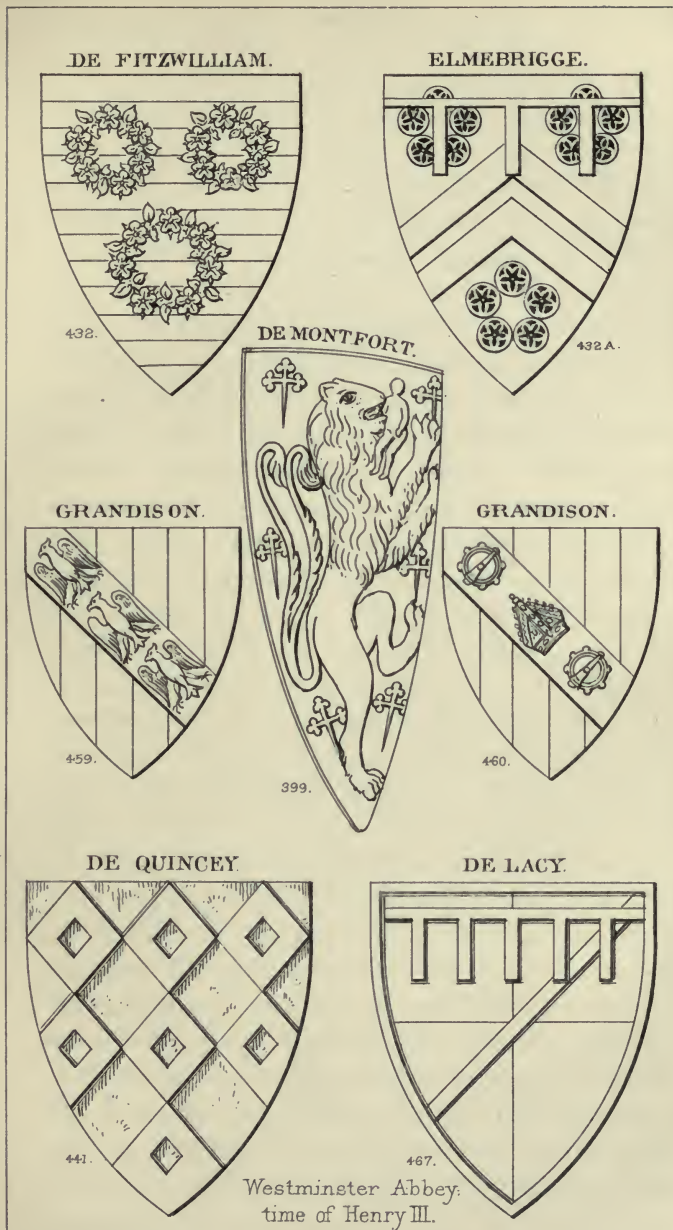 DE FITZWILLIAM.
ELMEBRIGGE.
432.
432A.
DE MONTFORT.
GRANDISON.
GRANDISON.
459.
399.
460.
DE QUINCEY.
DE LACY.
441.
467.
Westminster Abbey:
time of Henry III.